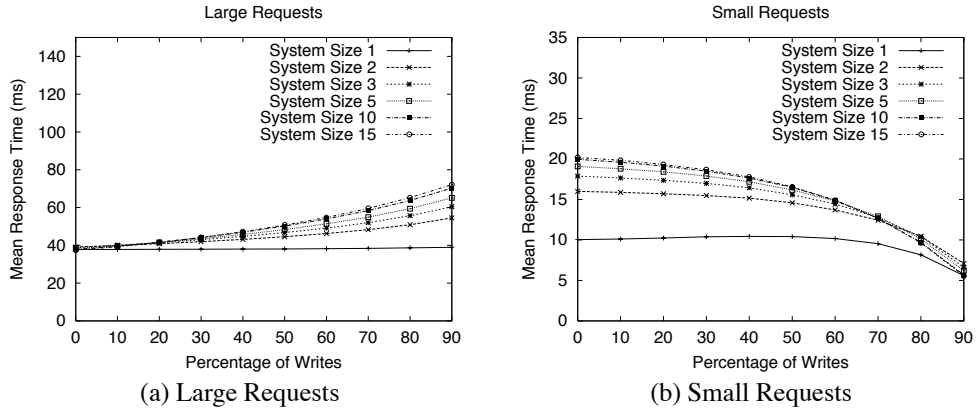 Large Requests
Mean Response Time (ms)
140
120
100
80
60
40
20
0
System Size 1
System Size 2
System Size 3
System Size 5
System Size 10
System Size 15
0 10 20 30 40 50 60 70 80 90
Percentage of Writes
(a) Large Requests
Small Requests
Mean Response Time (ms)
35
30
25
20
15
10
5
0
System Size 1
System Size 2
System Size 3
System Size 5
System Size 10
System Size 15
0 10 20 30 40 50 60 70 80 90
Percentage of Writes
(b) Small Requests